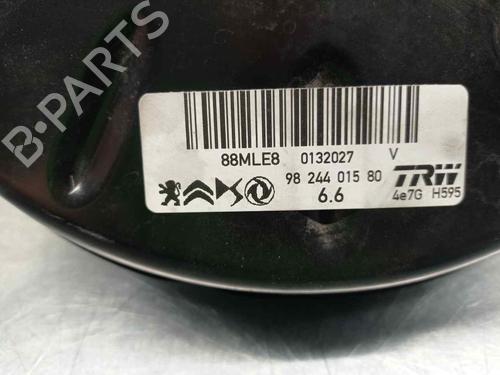 B-PARTS
88MLE8 0132027 V
98 244 015 80 TRW
6.6 4e7G H595